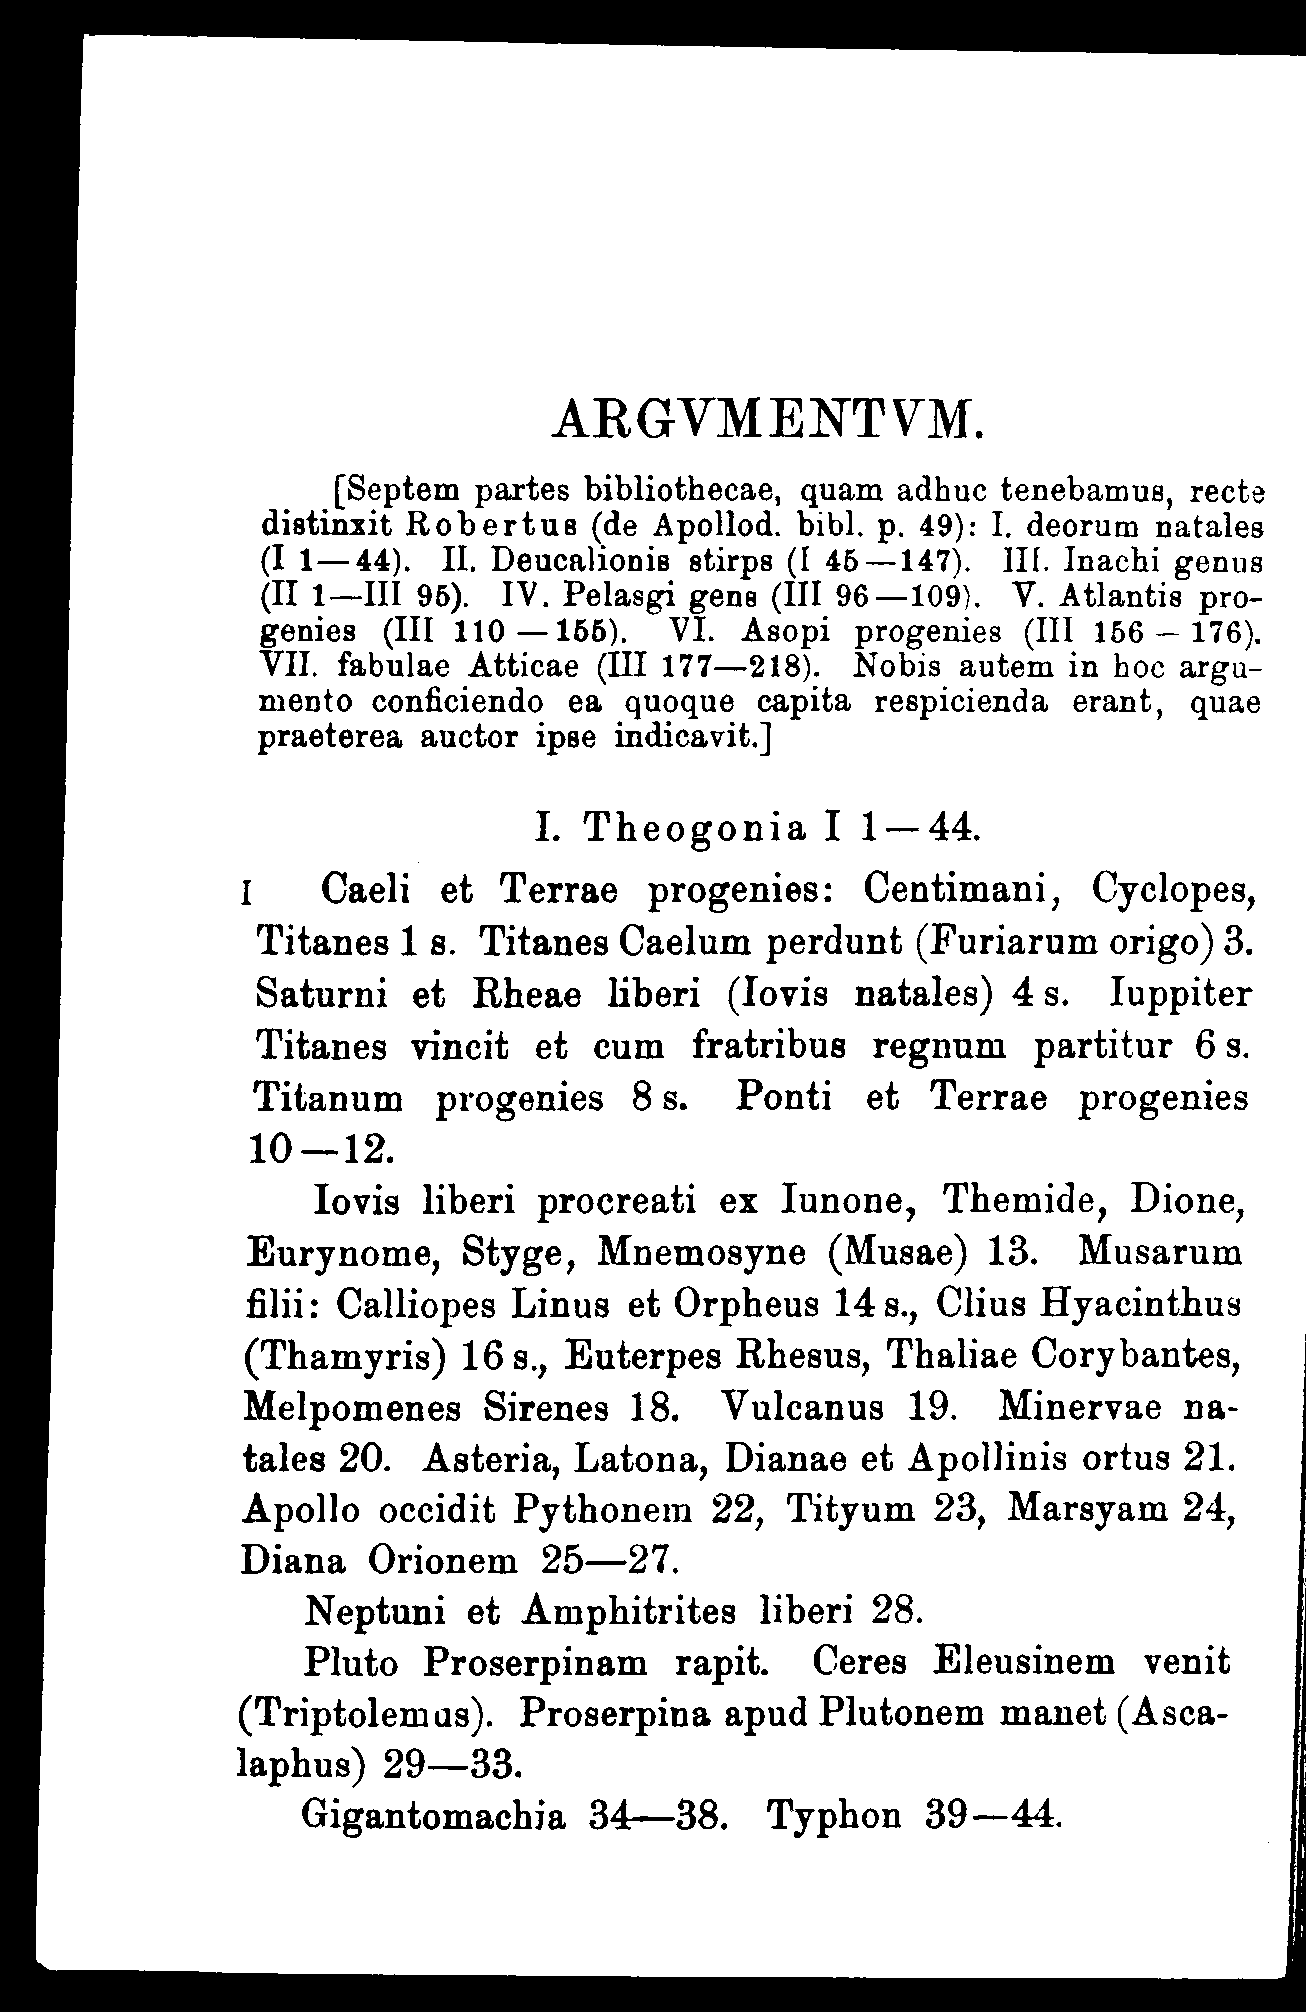 ARGVMENTVM.
[Septem partes bibliothecae, quam adhuc tenebamus, recte
distinxit Robertus (de Apollod. bibl. p. 49): I. deorum natales
(I 1—44). II. Deucalionis stirps (I 45—147). III. Inachi genus
(II 1—III 95). IV. Pelasgi gens (III 96—109). V. Atlantis pro-
genies (III 110—155). VI. Asopi progenies (III 156—176).
VII. fabulae Atticae (III 177—218). Nobis autem in hoc argu-
mento conficiendo ea quoque capita respicienda erant, quae
praeterea auctor ipse indicavit.]
I. Theogonia I 1—44.
I Caeli et Terrae progenies: Centimani, Cyclopes,
Titanes 1 s. Titanes Caelum perdunt (Furiarum origo) 3.
Saturni et Rheae liberi (Iovis natales) 4 s. Iuppiter
Titanes vincit et cum fratribus regnum partitur 6 s.
Titanum progenies 8 s. Ponti et Terrae progenies
10—12.
Iovis liberi procreati ex Iunone, Themide, Dione,
Eurynome, Styge, Mnemosyne (Musae) 13. Musarum
filii: Calliopes Linus et Orpheus 14 s., Clius Hyacinthus
(Thamyris) 16 s., Euterpes Rhesus, Thaliae Corybantes,
Melpomenes Sirenes 18. Vulcanus 19. Minervae na-
tales 20. Asteria, Latona, Dianae et Apollinis ortus 21.
Apollo occidit Pythonem 22, Tityum 23, Marsyam 24,
Diana Orionem 25—27.
Neptuni et Amphitrites liberi 28.
Pluto Proserpinam rapit. Ceres Eleusinem venit
(Triptolemus). Proserpina apud Plutonem manet (Asca-
laphus) 29—33.
Gigantomachia 34—38. Typhon 39—44.